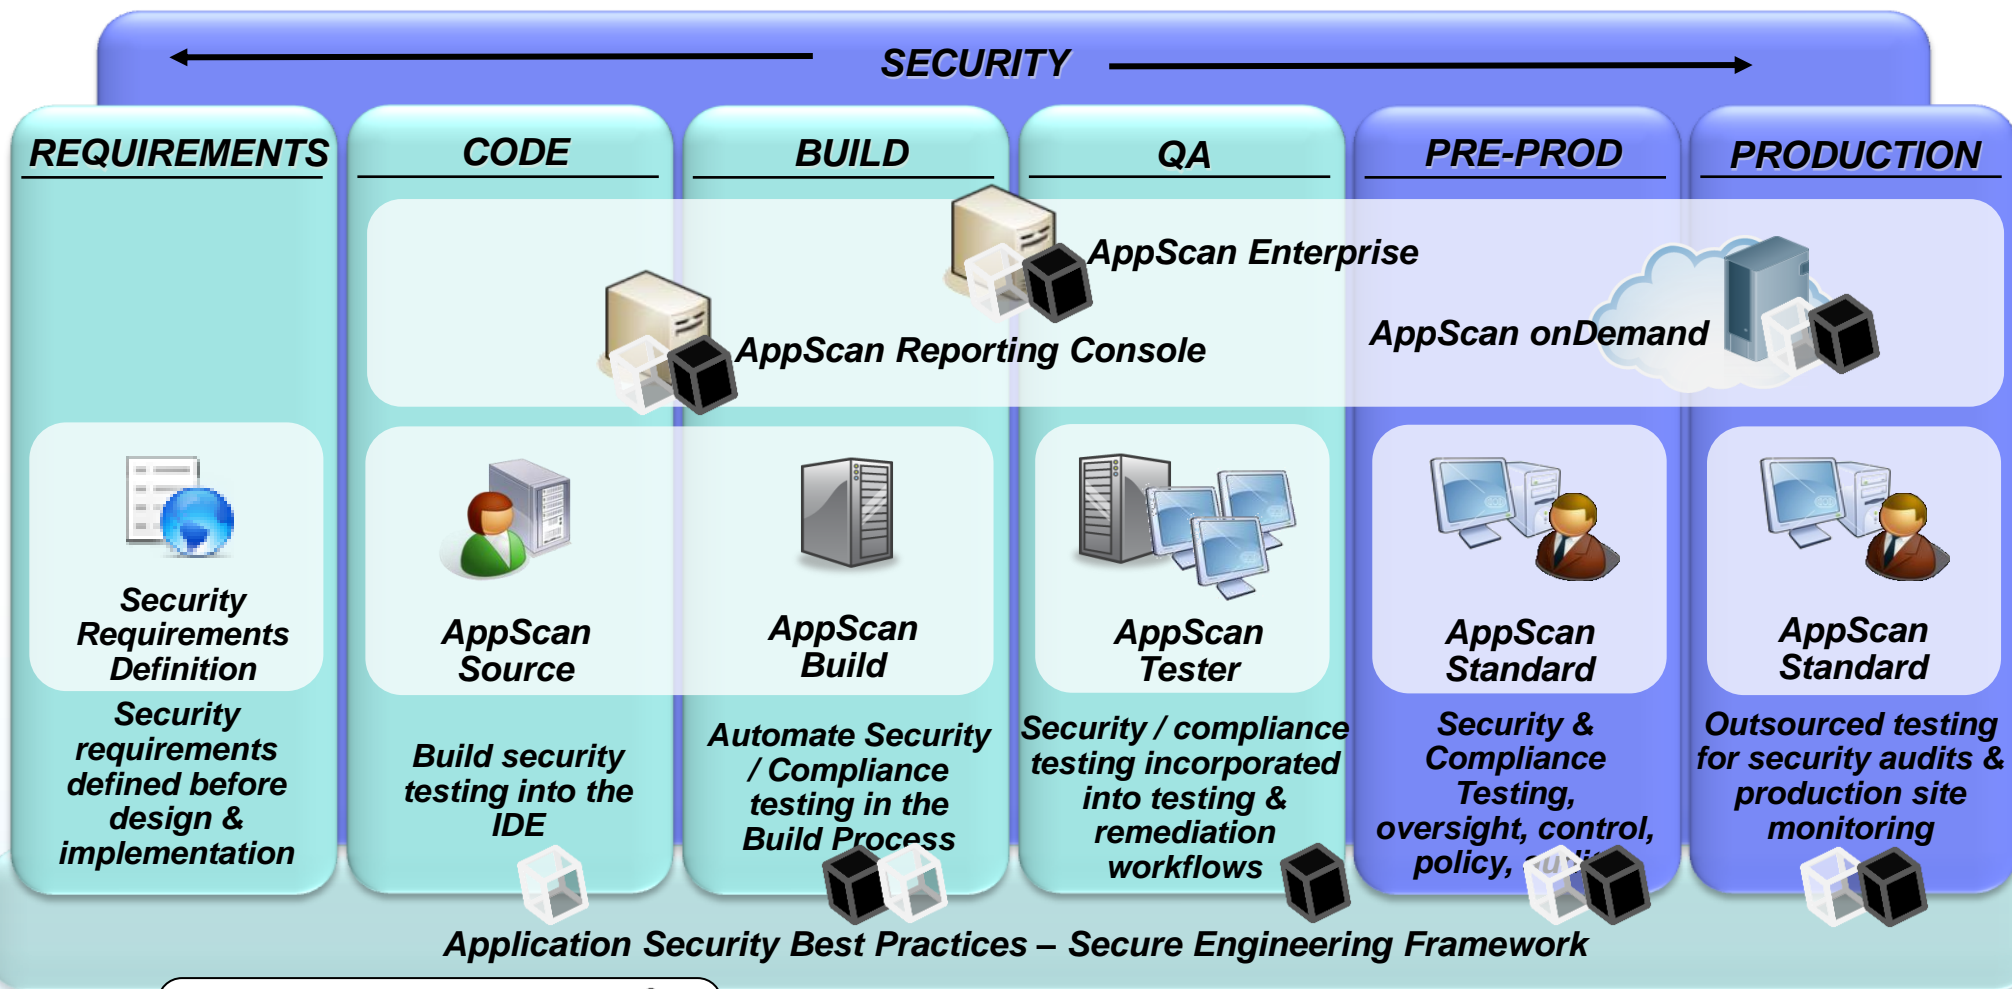 SECURITY
REQUIREMENTS
CODE
BUILD
QA
PRE-PROD
PRODUCTION
AppScan Enterprise
AppScan onDemand
AppScan Reporting Console
Security
Requirements
Definition
AppScan
Source
AppScan
Build
AppScan
Tester
AppScan
Standard
AppScan
Standard
Security
requirements
defined before
design &
implementation
Build security
testing into the
IDE
Automate Security
/ Compliance
testing in the
Build Process
Security / compliance
testing incorporated
into testing &
remediation
workflows
Security &
Compliance
Testing,
oversight, control,
policy,
Outsourced testing
for security audits &
production site
monitoring
Application Security Best Practices – Secure Engineering Framework